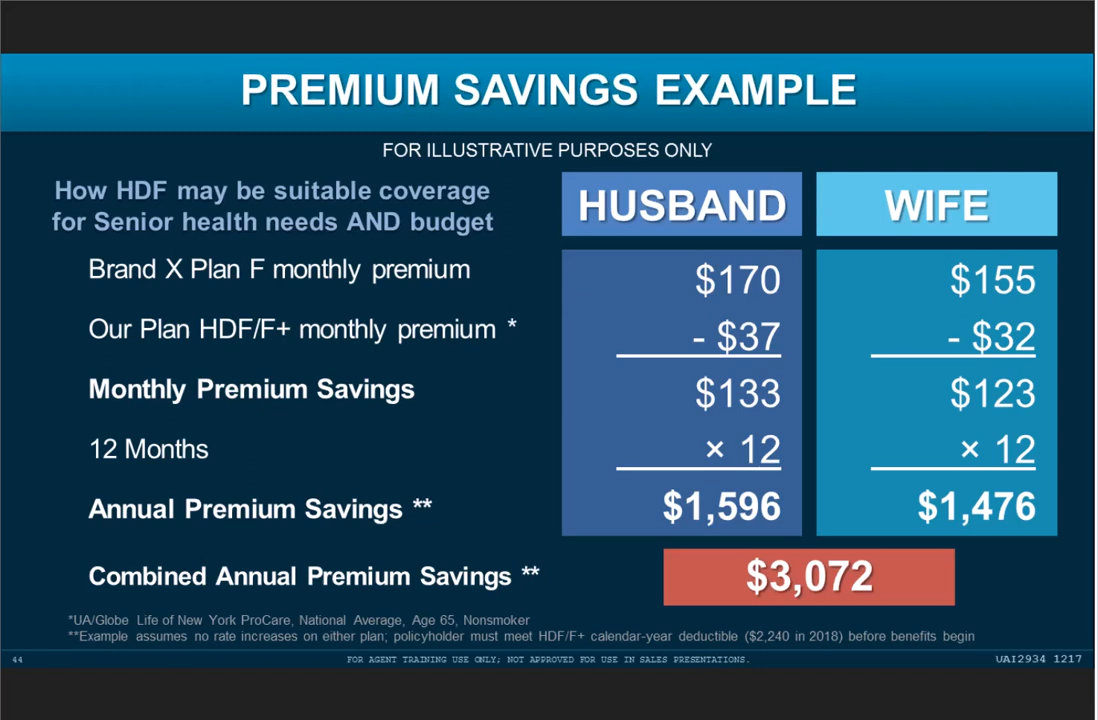 PREMIUM SAVINGS EXAMPLE
FOR ILLUSTRATIVE PURPOSES ONLY
How HDF may be suitable coverage
for Senior health needs AND budget
HUSBAND
WIFE
Brand X Plan F monthly premium $170 $155
Our Plan HDF/F+ monthly premium * - $37 - $32
Monthly Premium Savings $133 $123
12 Months × 12 × 12
Annual Premium Savings ** $1,596 $1,476
Combined Annual Premium Savings ** $3,072
*UA/Globe Life of New York ProCare, National Average, Age 65, Nonsmoker
**Example assumes no rate increases on either plan; policyholder must meet HDF/F+ calendar-year deductible ($2,240 in 2018) before benefits begin
44 FOR AGENT TRAINING USE ONLY; NOT APPROVED FOR USE IN SALES PRESENTATIONS. UAI2934 1217